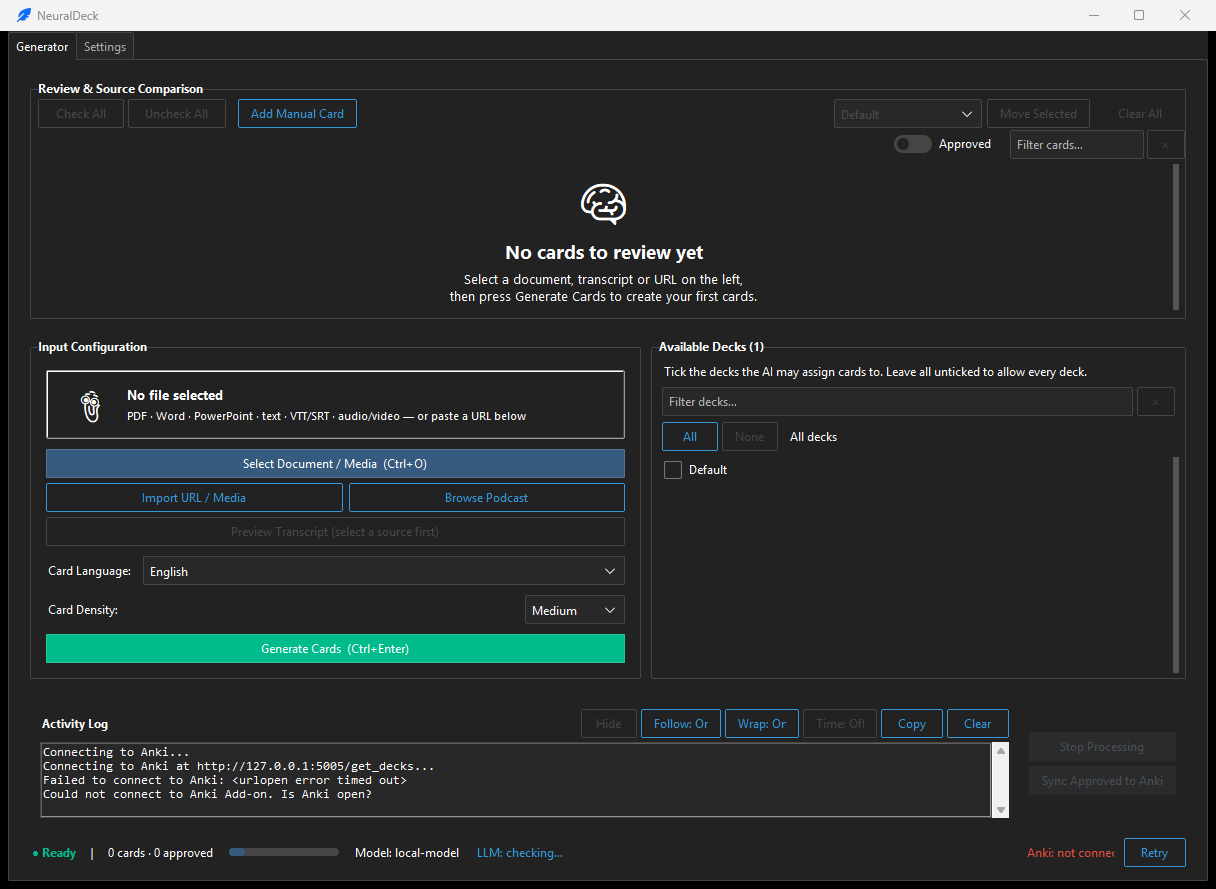 NeuralDeck
Generator Settings
Review & Source Comparison
Check All Uncheck All Add Manual Card Default Move Selected Clear All
Approved Filter cards... ×
No cards to review yet
Select a document, transcript or URL on the left,
then press Generate Cards to create your first cards.
Input Configuration
No file selected
PDF · Word · PowerPoint · text · VTT/SRT · audio/video — or paste a URL below
Select Document / Media (Ctrl+O)
Import URL / Media Browse Podcast
Preview Transcript (select a source first)
Card Language: English
Card Density: Medium
Generate Cards (Ctrl+Enter)
Available Decks (1)
Tick the decks the AI may assign cards to. Leave all unticked to allow every deck.
Filter decks... ×
All None All decks
Default
Activity Log Hide Follow: Or Wrap: Or Time: Off Copy Clear
Connecting to Anki...
Connecting to Anki at http://127.0.0.1:5005/get_decks...
Failed to connect to Anki: <urlopen error timed out>
Could not connect to Anki Add-on. Is Anki open?
Stop Processing
Sync Approved to Anki
● Ready | 0 cards · 0 approved Model: local-model LLM: checking... Anki: not connec Retry